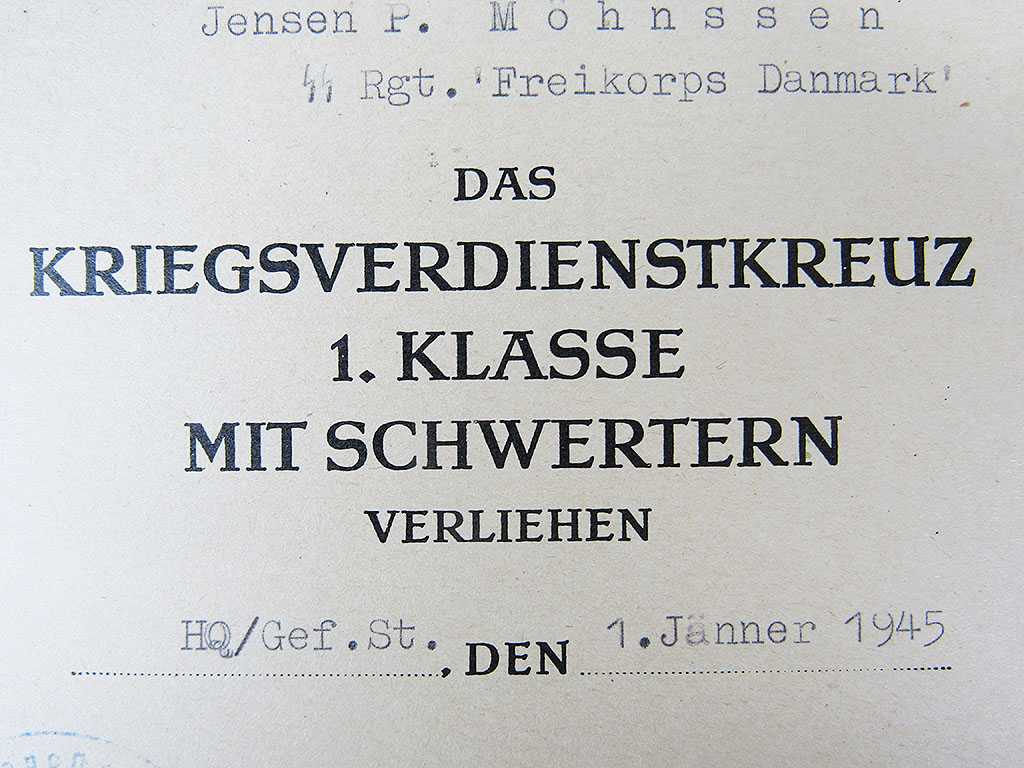 Jensen P. Möhnssen
ᛋᛋ Rgt. 'Freikorps Danmark'
DAS
KRIEGSVERDIENSTKREUZ
1. KLASSE
MIT SCHWERTERN
VERLIEHEN
HQ/Gef.St. , DEN 1.Jänner 1945